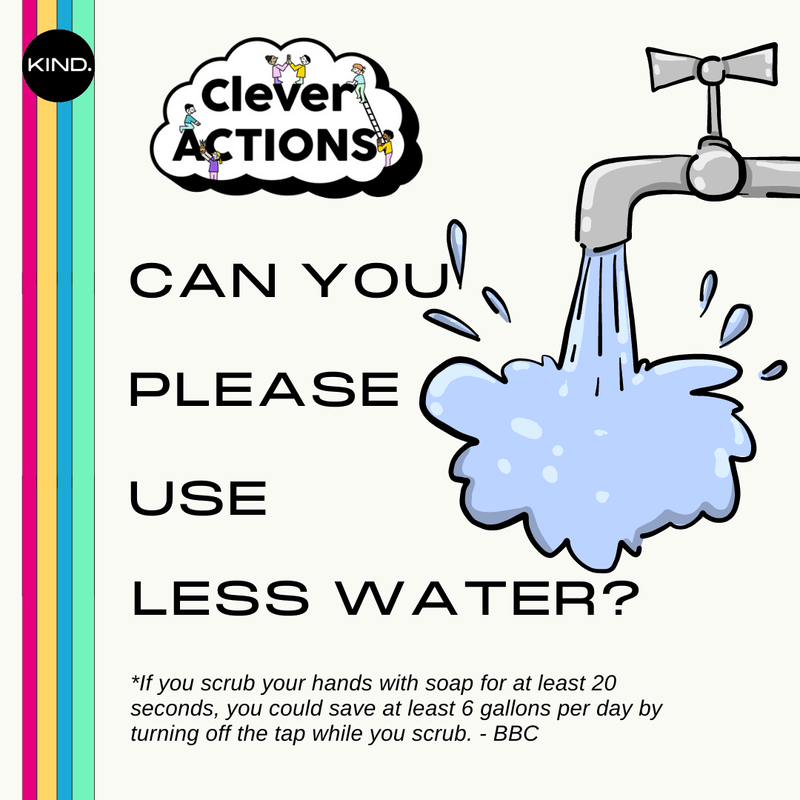 KIND.
Clever
ACTIONS
CAN YOU
PLEASE
USE
LESS WATER?
*If you scrub your hands with soap for at least 20
seconds, you could save at least 6 gallons per day by
turning off the tap while you scrub. - BBC